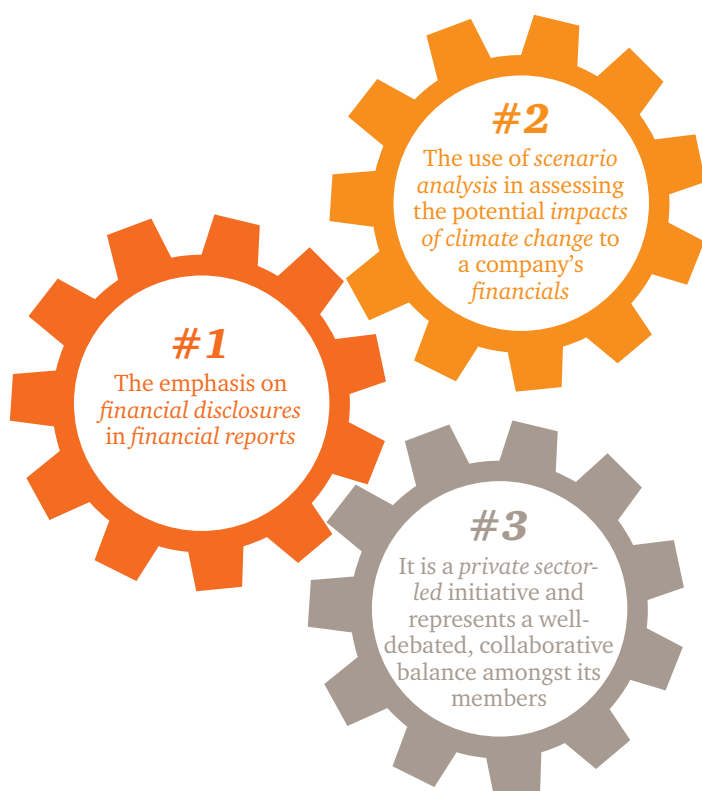 #1
The emphasis on
financial disclosures
in financial reports
#2
The use of scenario
analysis in assessing
the potential impacts
of climate change to
a company’s
financials
#3
It is a private sector-
led initiative and
represents a well-
debated, collaborative
balance amongst its
members